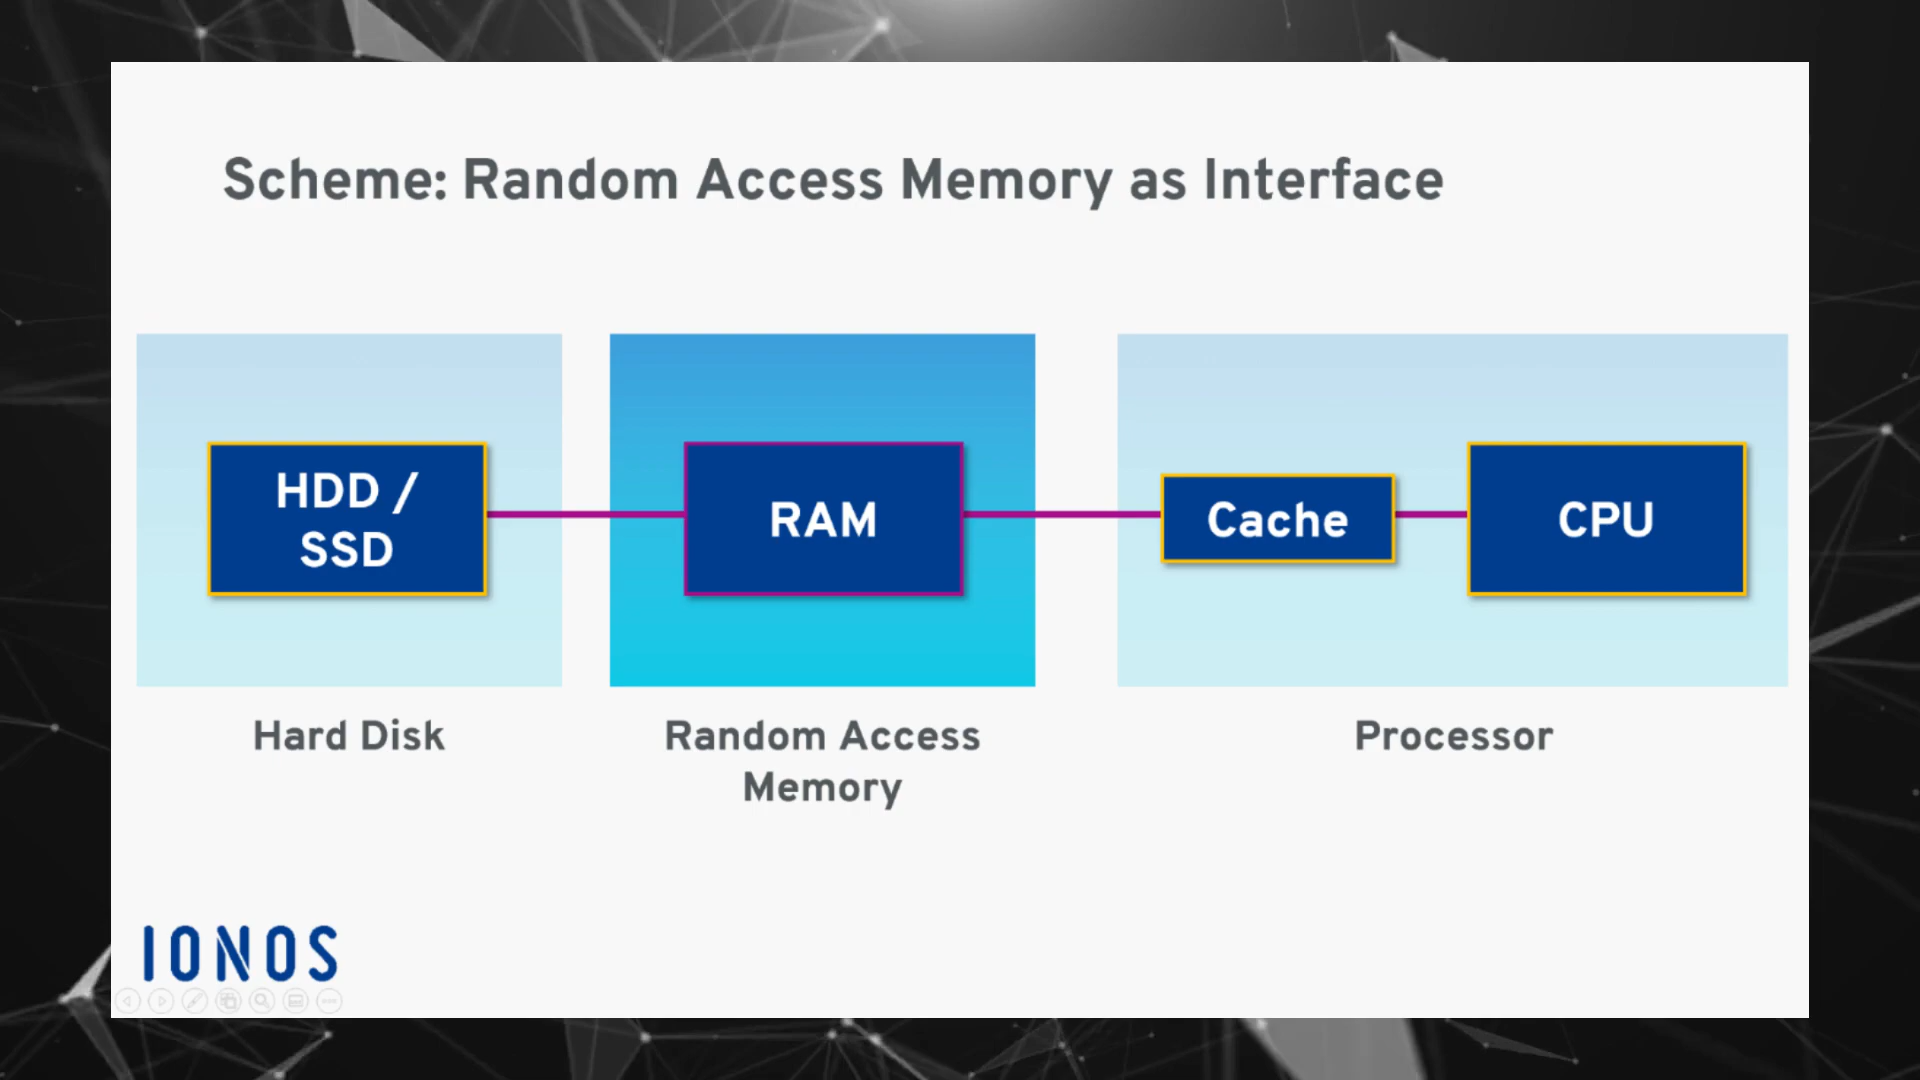 Scheme: Random Access Memory as Interface
HDD /
SSD
RAM
Cache
CPU
Hard Disk
Random Access
Memory
Processor
IONOS